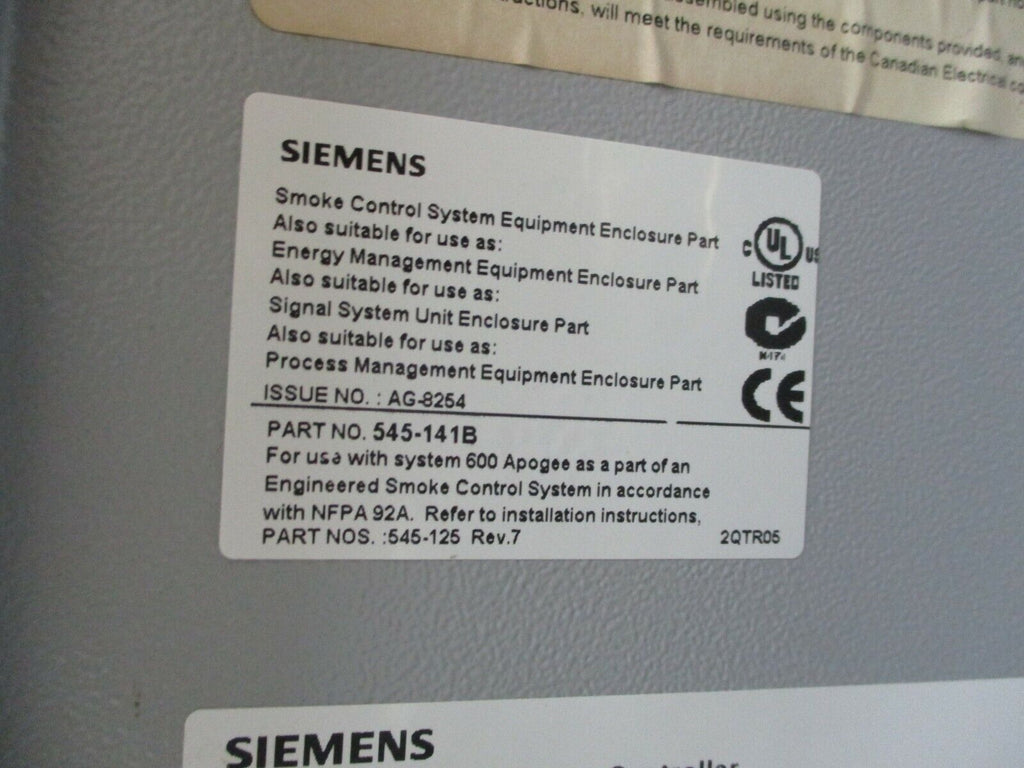 assembled using the components provided, an
ctions, will meet the requirements of the Canadian Electrical co
SIEMENS
Smoke Control System Equipment Enclosure Part
Also suitable for use as:
Energy Management Equipment Enclosure Part
Also suitable for use as:
Signal System Unit Enclosure Part
Also suitable for use as:
Process Management Equipment Enclosure Part
ISSUE NO. : AG-8254
C UL US
LISTED
N474
CE
PART NO. 545-141B
For use with system 600 Apogee as a part of an
Engineered Smoke Control System in accordance
with NFPA 92A. Refer to installation instructions,
PART NOS. :545-125 Rev.7 2QTR05
SIEMENS